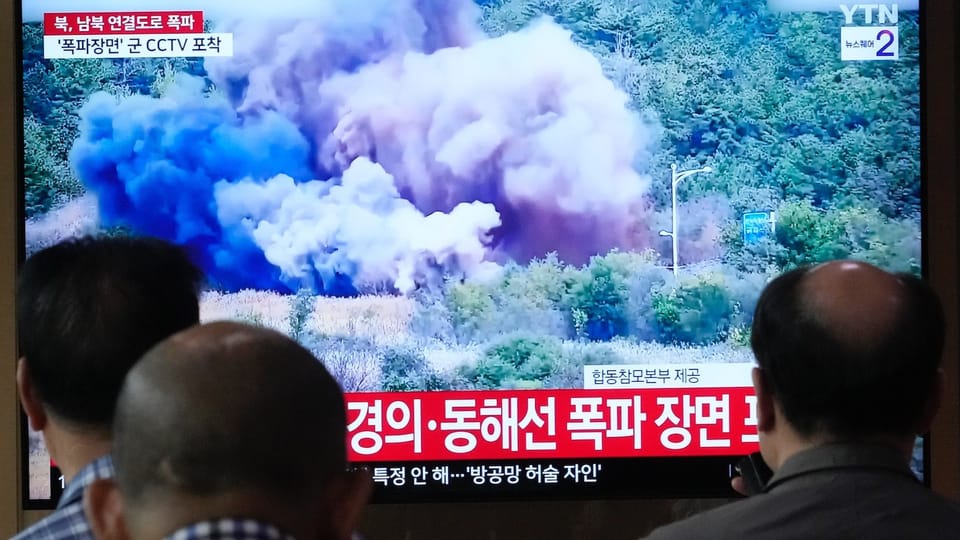 북, 남북 연결도로 폭파
'폭파장면' 군 CCTV 포착
YTN
뉴스퀘어 2
합동참모본부 제공
경의·동해선 폭파 장면
특정 안 해…'방공망 허술 자인'